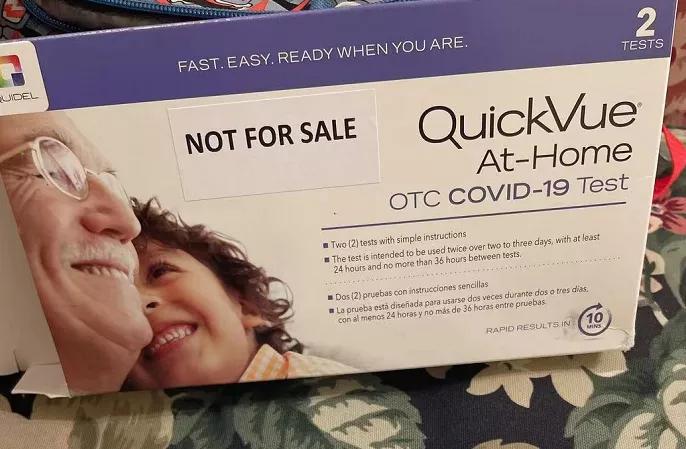 2
TESTS
FAST. EASY. READY WHEN YOU ARE.
QUIDEL
NOT FOR SALE
QuickVue®
At-Home
OTC COVID-19 Test
■ Two (2) tests with simple instructions
■ The test is intended to be used twice over two to three days, with at least
24 hours and no more than 36 hours between tests.
■ Dos (2) pruebas con instrucciones sencillas
■ La prueba está diseñada para usarse dos veces durante dos o tres días,
con al menos 24 horas y no más de 36 horas entre pruebas.
RAPID RESULTS IN
10
MINS